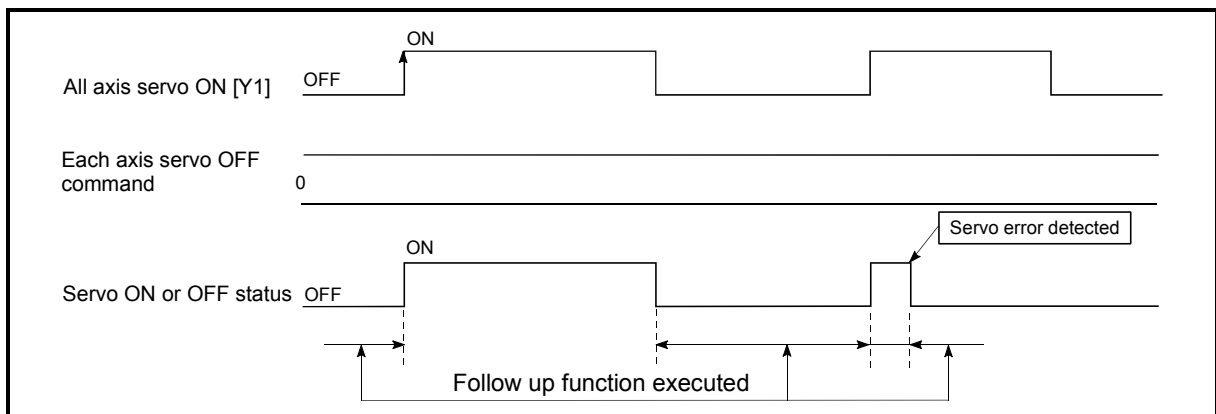 ON
All axis servo ON [Y1] OFF
Each axis servo OFF
command 0
Servo error detected
ON
Servo ON or OFF status OFF
Follow up function executed